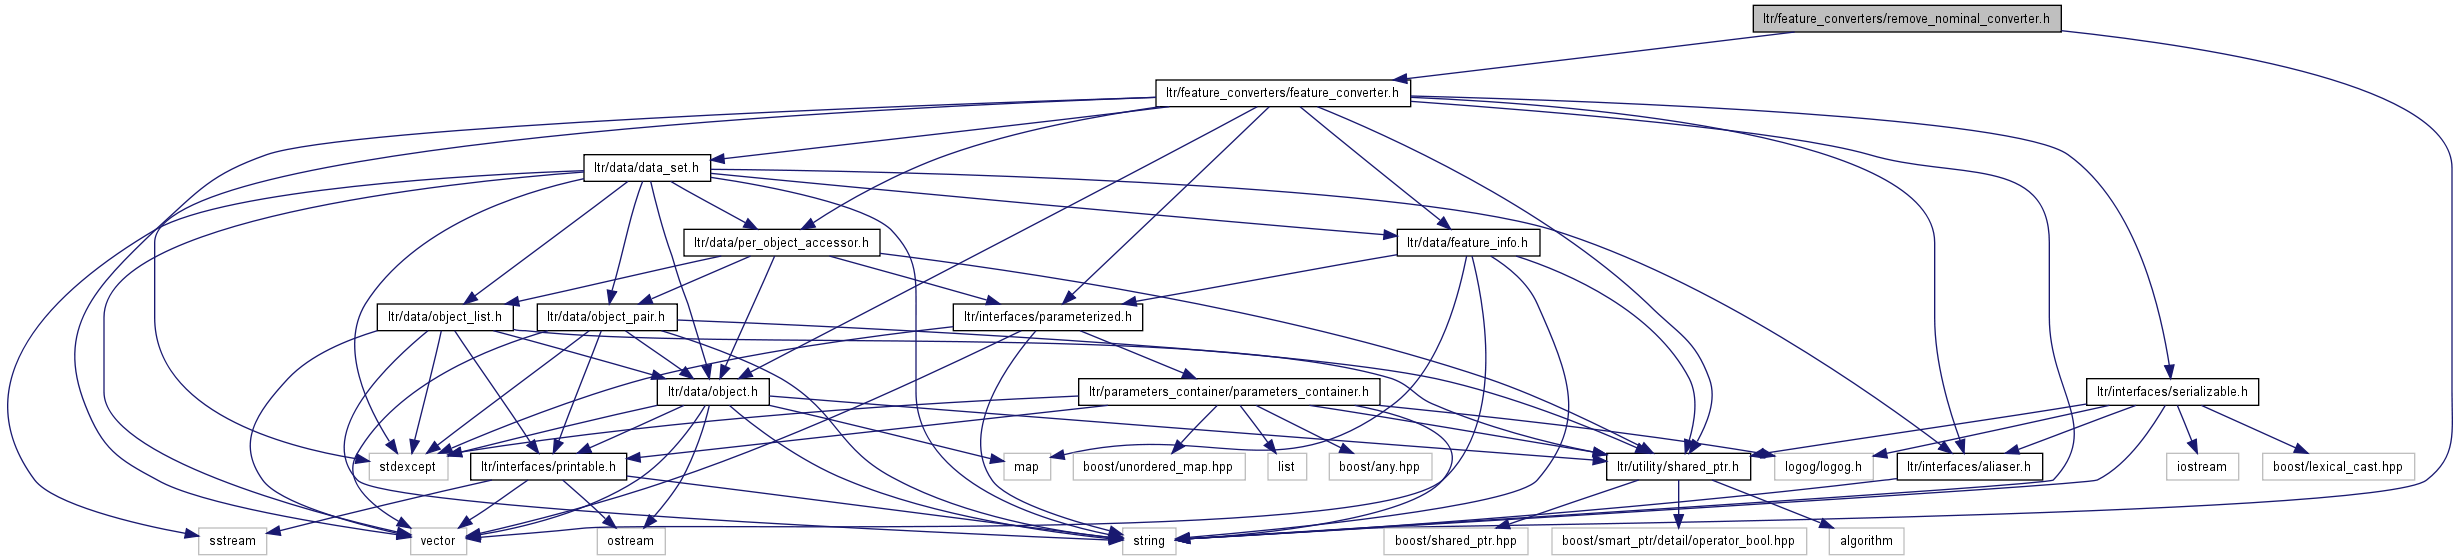 ltr/feature_converters/remove_nominal_converter.h
ltr/feature_converters/feature_converter.h
ltr/data/data_set.h
ltr/data/per_object_accessor.h
ltr/data/feature_info.h
ltr/data/object_list.h
ltr/data/object_pair.h
ltr/interfaces/parameterized.h
ltr/data/object.h
ltr/parameters_container/parameters_container.h
ltr/interfaces/serializable.h
stdexcept
ltr/interfaces/printable.h
map
boost/unordered_map.hpp
list
boost/any.hpp
ltr/utility/shared_ptr.h
logog/logog.h
ltr/interfaces/aliaser.h
iostream
boost/lexical_cast.hpp
sstream
vector
ostream
string
boost/shared_ptr.hpp
boost/smart_ptr/detail/operator_bool.hpp
algorithm